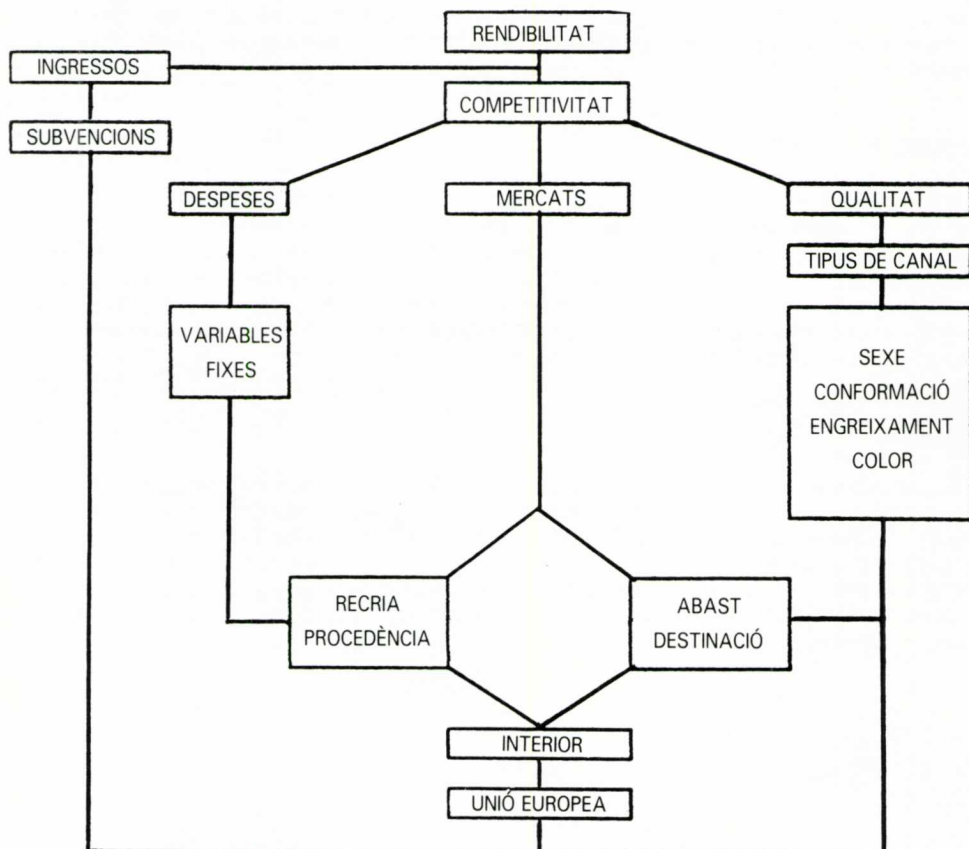 RENDIBILITAT
INGRESSOS
COMPETITIVITAT
SUBVENCIONS
DESPESES
MERCATS
QUALITAT
TIPUS DE CANAL
VARIABLES
FIXES
SEXE
CONFORMACIÓ
ENGREIXAMENT
COLOR
RECRIA
PROCEDÈNCIA
ABAST
DESTINACIÓ
INTERIOR
UNIÓ EUROPEA